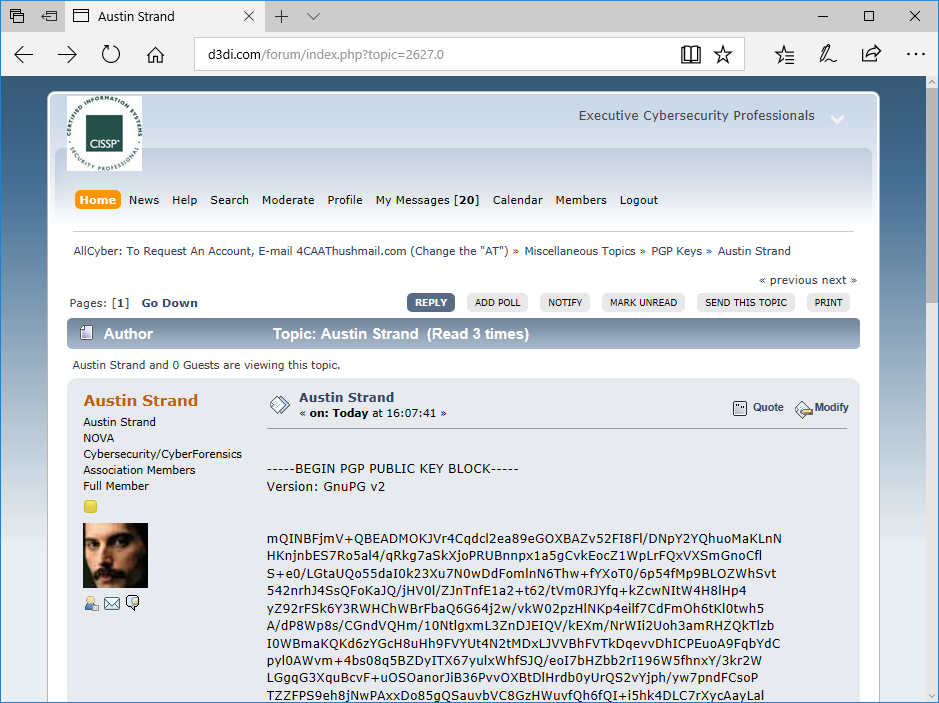 Austin Strand
d3di.com/forum/index.php?topic=2627.0
CERTIFIED INFORMATION SYSTEMS SECURITY PROFESSIONAL
CISSP
Executive Cybersecurity Professionals
Home News Help Search Moderate Profile My Messages [20] Calendar Members Logout
AllCyber: To Request An Account, E-mail 4CAAThushmail.com (Change the "AT") » Miscellaneous Topics » PGP Keys » Austin Strand
« previous next »
Pages: [1] Go Down REPLY ADD POLL NOTIFY MARK UNREAD SEND THIS TOPIC PRINT
Author Topic: Austin Strand (Read 3 times)
Austin Strand and 0 Guests are viewing this topic.
Austin Strand
Austin Strand
NOVA
Cybersecurity/CyberForensics
Association Members
Full Member
Austin Strand
« on: Today at 16:07:41 »
Quote Modify
-----BEGIN PGP PUBLIC KEY BLOCK-----
Version: GnuPG v2
mQINBFjmV+QBEADMOKJVr4Cqdcl2ea89eGOXBAZv52FI8Fl/DNpY2YQhuoMaKLnN
HKnjnbES7Ro5al4/qRkg7aSkXjoPRUBnnpx1a5gCvkEocZ1WpLrFQxVXSmGnoCfl
S+e0/LGtaUQo55daI0k23Xu7N0wDdFomlnN6Thw+fYXoT0/6p54fMp9BLOZWhSvt
542nrhJ4SsQFoKaJQ/jHV0l/ZJnTnfE1a2+t62/tVm0RJYfq+kZcwNItW4H8lHp4
yZ92rFSk6Y3RWHChWBrFbaQ6G64j2w/vkW02pzHlNKp4eilf7CdFmOh6tKl0twh5
A/dP8Wp8s/CGndVQHm/10NtlgxmL3ZnDJEIQV/kEXm/NrWIi2Uoh3amRHZQkTlzb
I0WBmaKQKd6zYGcH8uHh9FVYUt4N2tMDxLJVVBhFVTkDqevvDhICPEuoA9FqbYdC
pyl0AWvm+4bs08q5BZDyITX67yulxWhfSJQ/eoI7bHZbb2rI196W5fhnxY/3kr2W
LGgqG3XquBcvF+uOSOanorJiB36PvvOXBtDlHrdb0yUrQS2vYjph/yw7pndFCsoP
TZZFPS9eh8jNwPAxxDo85gQSauvbVC8GzHWuvfQh6fQI+i5hk4DLC7rXycAayLal